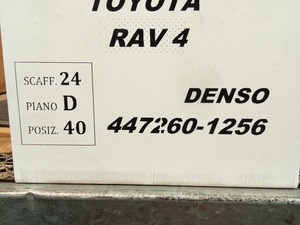 TOYOTA
RAV 4
SCAFF. 24
PIANO D
POSIZ. 40
DENSO
447260-1256